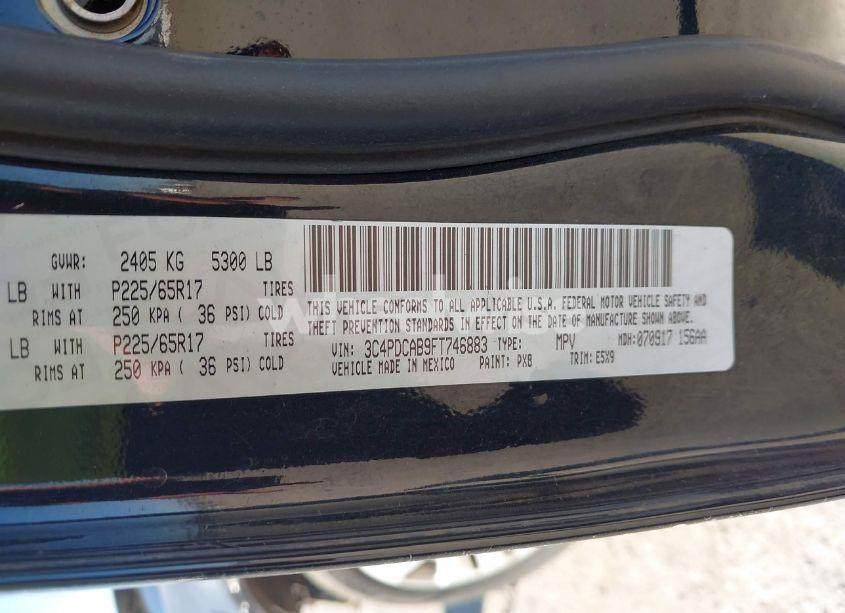 GVWR: 2405 KG 5300 LB
LB WITH P225/65R17 TIRES
RIMS AT 250 KPA ( 36 PSI) COLD
LB WITH P225/65R17 TIRES
RIMS AT 250 KPA ( 36 PSI) COLD
THIS VEHICLE CONFORMS TO ALL APPLICABLE U.S.A. FEDERAL MOTOR VEHICLE SAFETY AND
THEFT PREVENTION STANDARDS IN EFFECT ON THE DATE OF MANUFACTURE SHOWN ABOVE.
VIN: 3C4PDCAB9FT746883 TYPE: MPV MDH: 070917 156AA
VEHICLE MADE IN MEXICO PAINT: PXB TRIM: E5X9